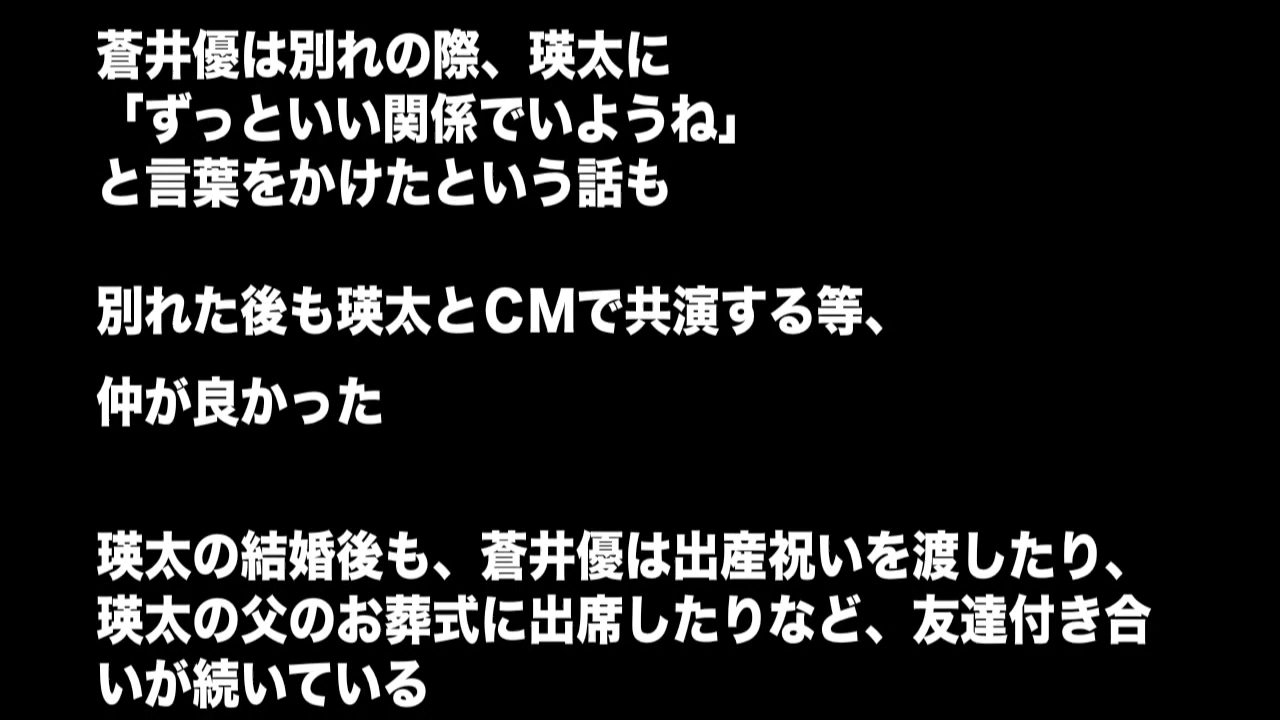 蒼井優は別れの際、瑛太に
「ずっといい関係でいようね」
と言葉をかけたという話も
別れた後も瑛太とCMで共演する等、
仲が良かった
瑛太の結婚後も、蒼井優は出産祝いを渡したり、
瑛太の父のお葬式に出席したりなど、友達付き合
いが続いている